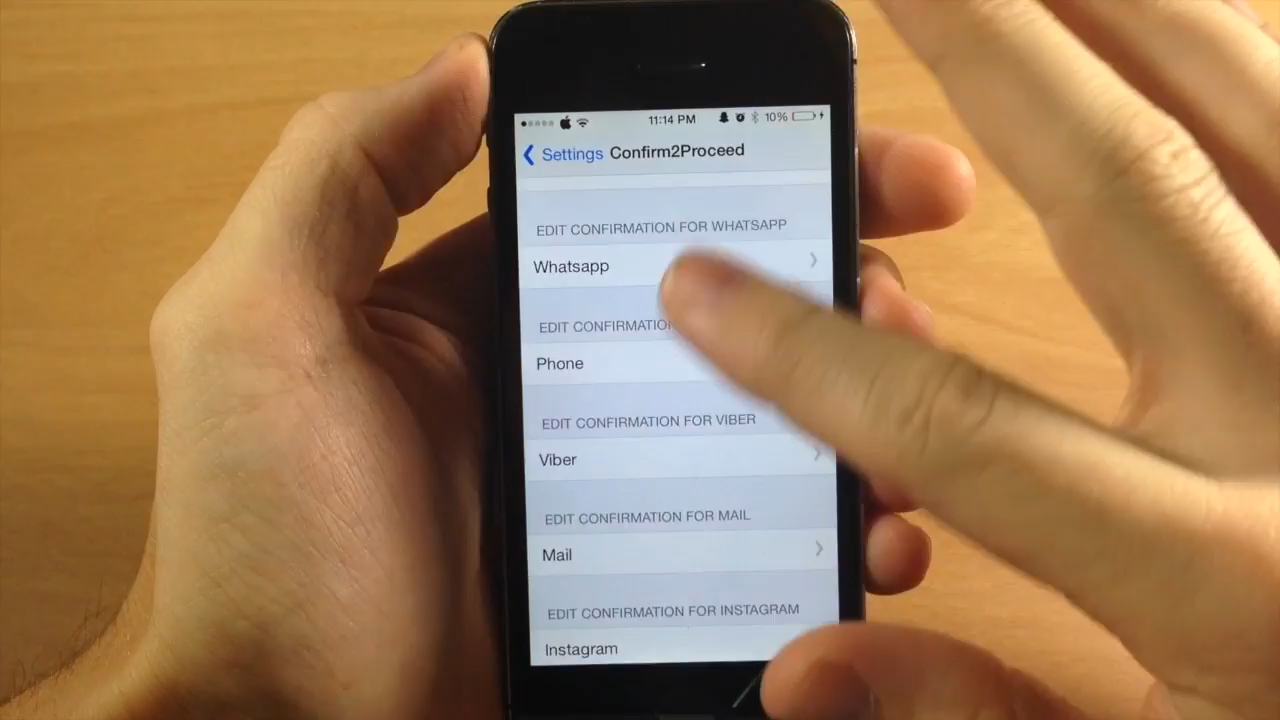 11:14 PM 10%
Settings Confirm2Proceed
EDIT CONFIRMATION FOR WHATSAPP
Whatsapp
EDIT CONFIRMATION
Phone
EDIT CONFIRMATION FOR VIBER
Viber
EDIT CONFIRMATION FOR MAIL
Mail
EDIT CONFIRMATION FOR INSTAGRAM
Instagram